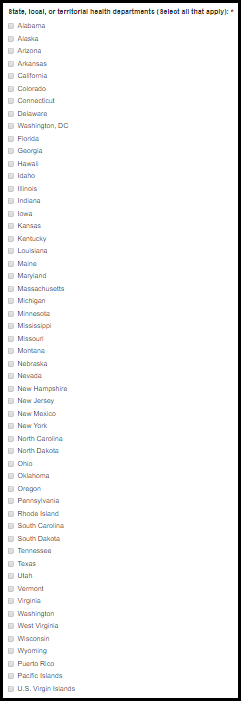 State, local, or territorial health departments (Select all that apply): *
Alabama
Alaska
Arizona
Arkansas
California
Colorado
Connecticut
Delaware
Washington, DC
Florida
Georgia
Hawaii
Idaho
Illinois
Indiana
Iowa
Kansas
Kentucky
Louisiana
Maine
Maryland
Massachusetts
Michigan
Minnesota
Mississippi
Missouri
Montana
Nebraska
Nevada
New Hampshire
New Jersey
New Mexico
New York
North Carolina
North Dakota
Ohio
Oklahoma
Oregon
Pennsylvania
Rhode Island
South Carolina
South Dakota
Tennessee
Texas
Utah
Vermont
Virginia
Washington
West Virginia
Wisconsin
Wyoming
Puerto Rico
Pacific Islands
U.S. Virgin Islands